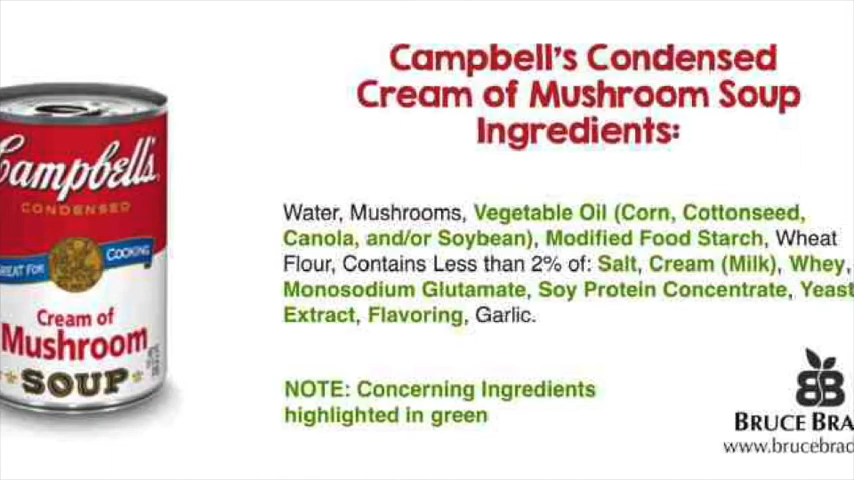 Campbell's Condensed
Cream of Mushroom Soup
Ingredients:
Campbell's
CONDENSED
GREAT FOR COOKING
Cream of
Mushroom
SOUP
Water, Mushrooms, Vegetable Oil (Corn, Cottonseed,
Canola, and/or Soybean), Modified Food Starch, Wheat
Flour, Contains Less than 2% of: Salt, Cream (Milk), Whey,
Monosodium Glutamate, Soy Protein Concentrate, Yeast
Extract, Flavoring, Garlic.
NOTE: Concerning Ingredients
highlighted in green
BB
BRUCE BRA
www.brucebrad